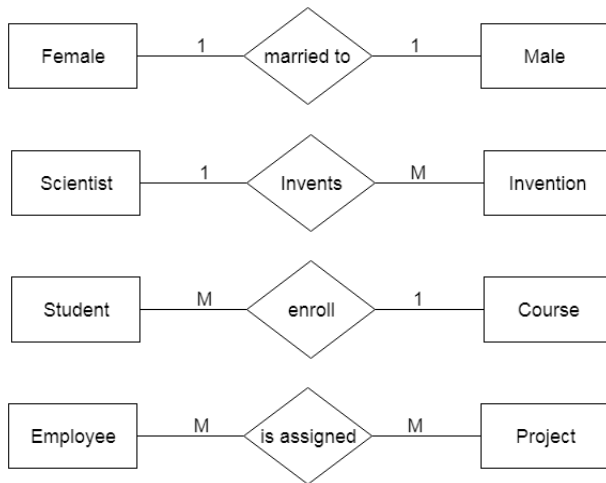 Female 1 married to 1 Male
Scientist 1 Invents M Invention
Student M enroll 1 Course
Employee M is assigned M Project